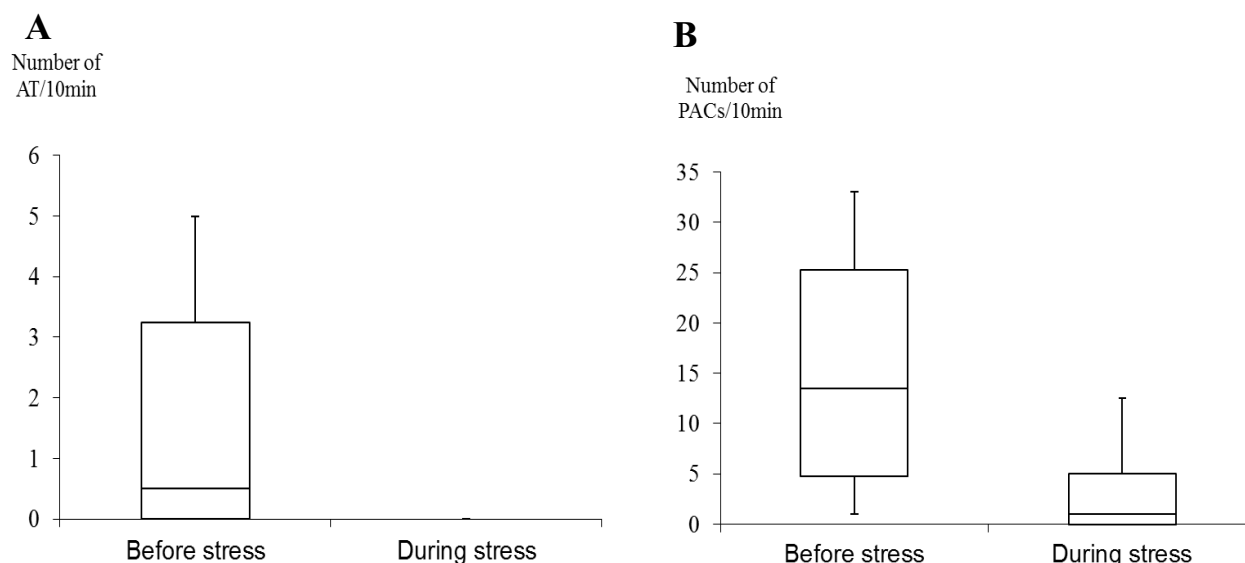 A
Number of
AT/10min
6
5
4
3
2
1
0
Before stress
During stress
B
Number of
PACs/10min
35
30
25
20
15
10
5
0
Before stress
During stress